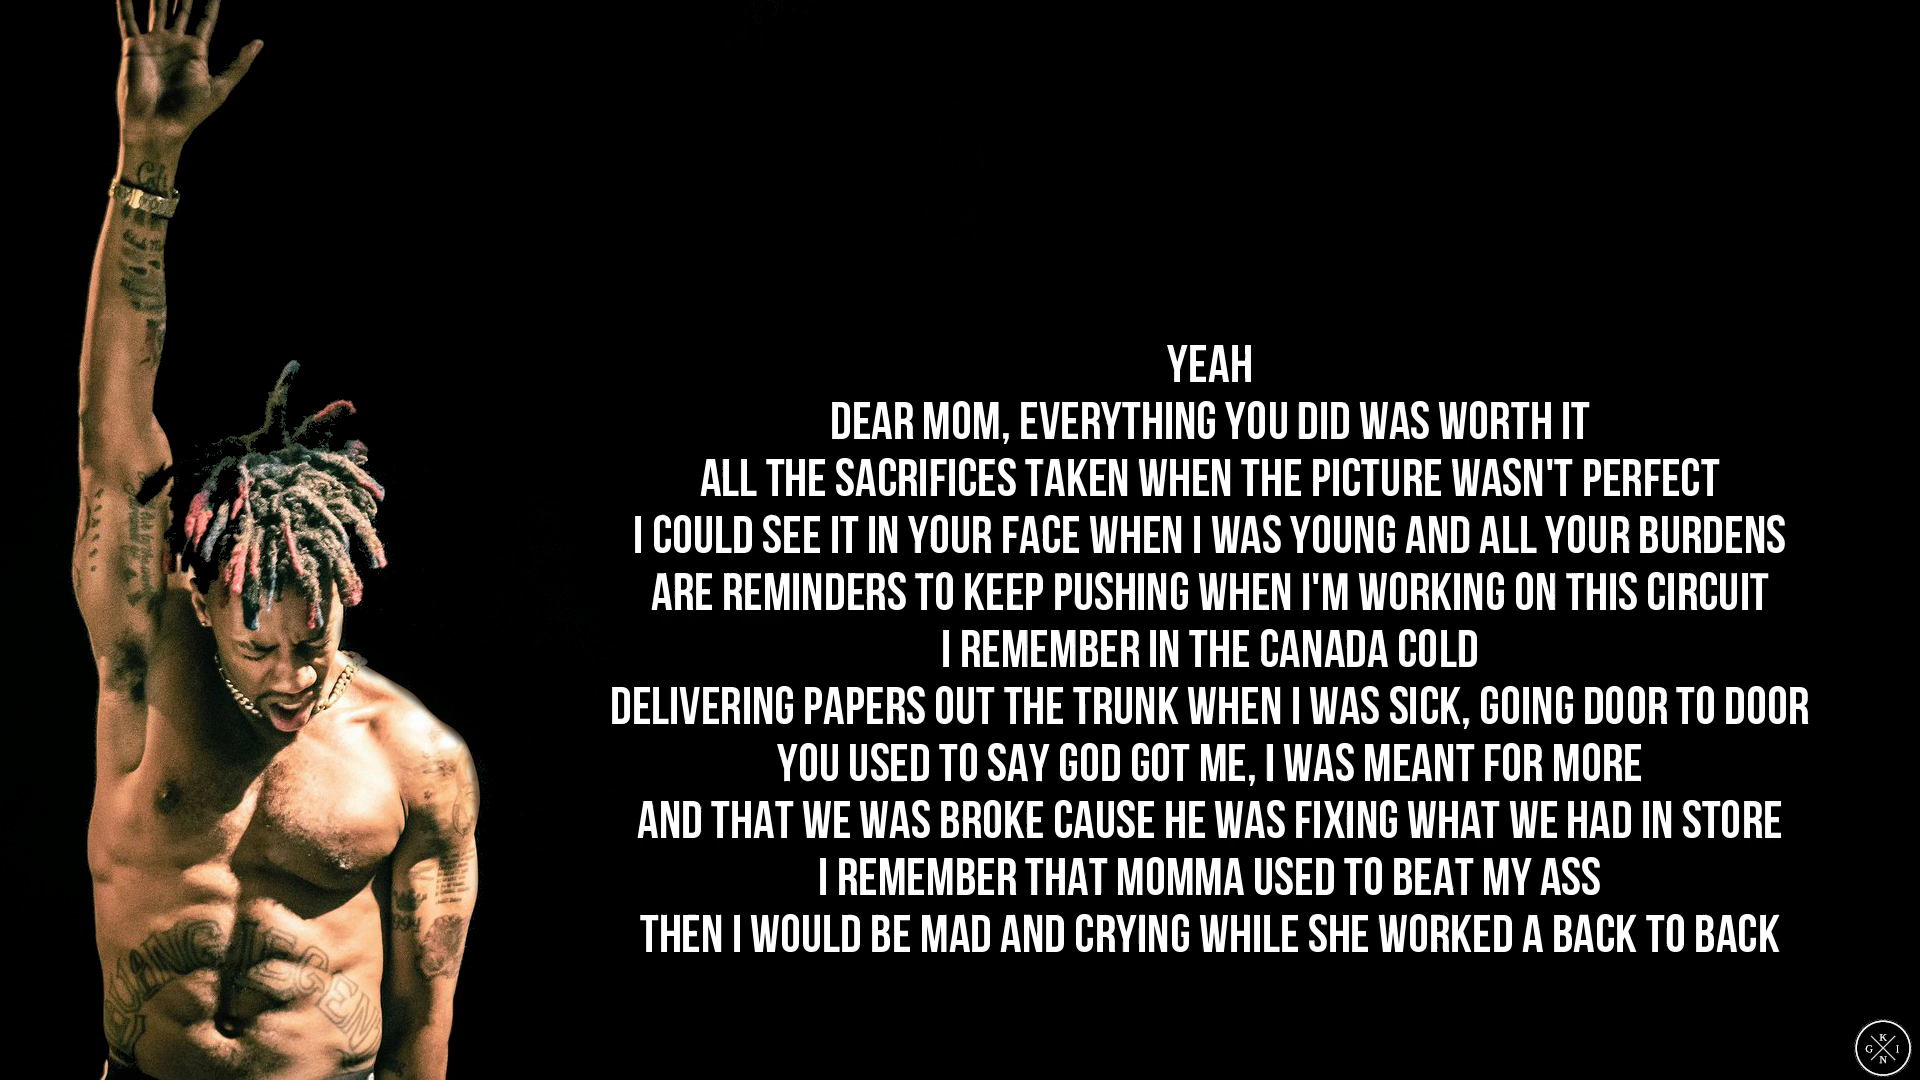 YEAH
DEAR MOM, EVERYTHING YOU DID WAS WORTH IT
ALL THE SACRIFICES TAKEN WHEN THE PICTURE WASN'T PERFECT
I COULD SEE IT IN YOUR FACE WHEN I WAS YOUNG AND ALL YOUR BURDENS
ARE REMINDERS TO KEEP PUSHING WHEN I'M WORKING ON THIS CIRCUIT
I REMEMBER IN THE CANADA COLD
DELIVERING PAPERS OUT THE TRUNK WHEN I WAS SICK, GOING DOOR TO DOOR
YOU USED TO SAY GOD GOT ME, I WAS MEANT FOR MORE
AND THAT WE WAS BROKE CAUSE HE WAS FIXING WHAT WE HAD IN STORE
I REMEMBER THAT MOMMA USED TO BEAT MY ASS
THEN I WOULD BE MAD AND CRYING WHILE SHE WORKED A BACK TO BACK
YOUNG LEGEND
K
G I
N